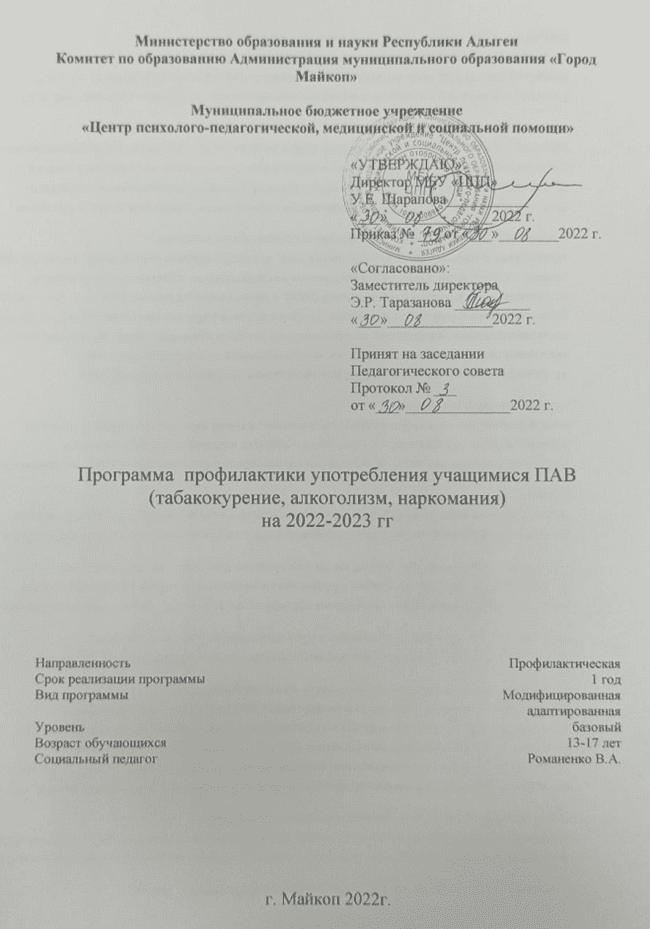 Министерство образования и науки Республики Адыгеи
Комитет по образованию Администрация муниципального образования «Город
Майкоп»
Муниципальное бюджетное учреждение
«Центр психолого-педагогической, медицинской и социальной помощи»
«УТВЕРЖДАЮ»
Директор МБУ «ЦПП»
У.Е. Шарапова
«30» 08 2022 г.
Приказ № 79 от «30» 08 2022 г.
«Согласовано»:
Заместитель директора
Э.Р. Таразанова
«30» 08 2022 г.
Принят на заседании
Педагогического совета
Протокол № 3
от «30» 08 2022 г.
Программа профилактики употребления учащимися ПАВ
(табакокурение, алкоголизм, наркомания)
на 2022-2023 гг
Направленность Профилактическая
Срок реализации программы 1 год
Вид программы Модифицированная
адаптированная
Уровень базовый
Возраст обучающихся 13-17 лет
Социальный педагог Романенко В.А.
г. Майкоп 2022г.